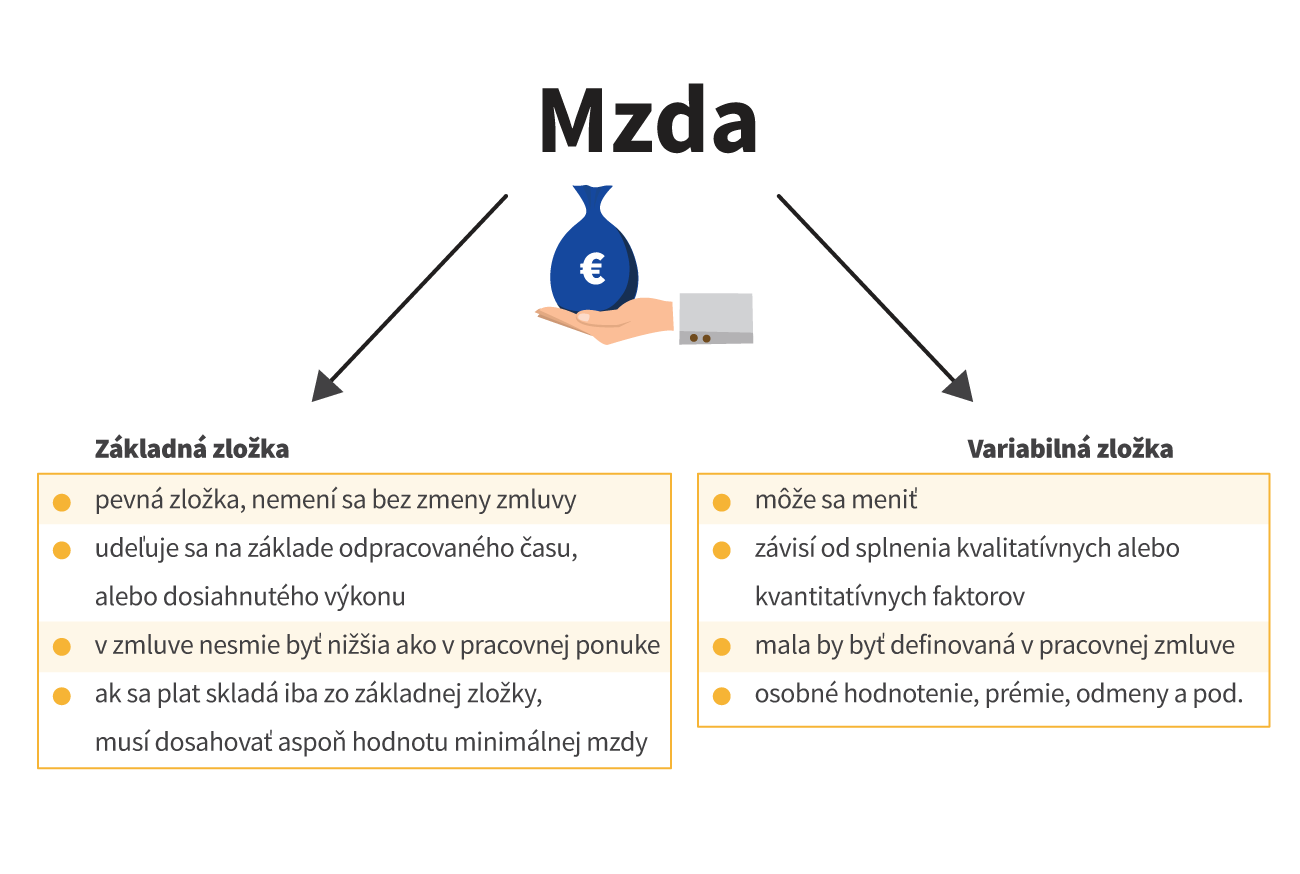 Mzda
€
Základná zložka
pevná zložka, nemení sa bez zmeny zmluvy
udeľuje sa na základe odpracovaného času,
alebo dosiahnutého výkonu
v zmluve nesmie byť nižšia ako v pracovnej ponuke
ak sa plat skladá iba zo základnej zložky,
musí dosahovať aspoň hodnotu minimálnej mzdy
Variabilná zložka
môže sa meniť
závisí od splnenia kvalitatívnych alebo
kvantitatívnych faktorov
mala by byť definovaná v pracovnej zmluve
osobné hodnotenie, prémie, odmeny a pod.